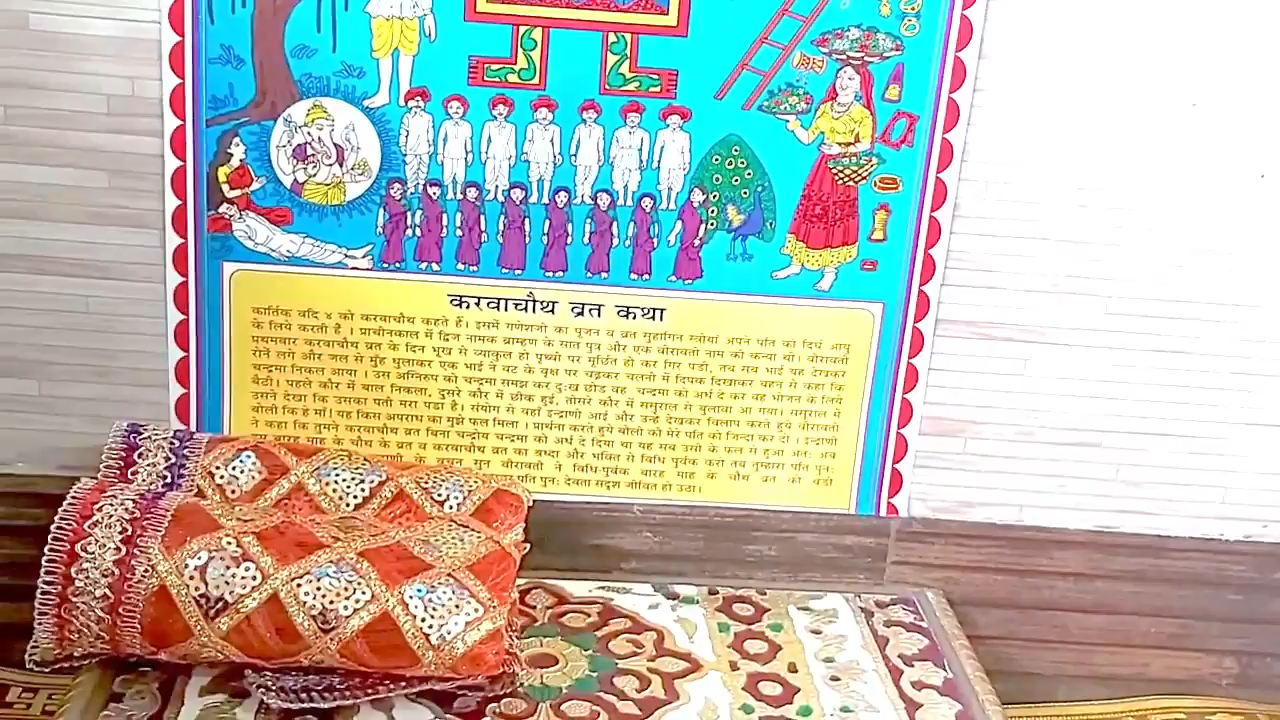 करवाचौथ व्रत कथा
कार्तिक वदि ४ को करवाचौथ कहते हैं। इसमें गणेशजी का पूजन व व्रत सुहागिन स्त्रीयां अपने पति की दिर्घ आयु
के लिये करती हैं । प्राचीनकाल में द्विज नामक ब्राम्हण के सात पुत्र और एक वीरावती नाम की कन्या थी। वीरावती
प्रथमवार करवाचौथ व्रत के दिन भूख से व्याकुल हो पृथ्वी पर मूर्छित हो कर गिर पडी, तब सब भाई यह देखकर
रोने लगे और जल से मुँह धुलाकर एक भाई ने वट के वृक्ष पर चढ़कर चलनी में दिपक दिखाकर बहन से कहा कि
चन्द्रमा निकल आया । उस अग्निरुप को चन्द्रमा समझ कर दुःख छोड वह चन्द्रमा को अर्ध दे कर वह भोजन के लिये
बैठी। पहले कौर में बाल निकला, दुसरे कौर में छींक हुई, तीसरे कौर में ससुराल से बुलावा आ गया। ससुराल में
उसने देखा कि उसका पती मरा पडा है। संयोग से वहाँ इन्द्राणी आई और उन्हे देखकर विलाप करते हुये वीरावती
बोली कि हे माँ। यह किस अपराध का मुझे फल मिला । प्रार्थना करते हुये बोली की मेरे पति को जिन्दा कर दो । इन्द्राणी
ने कहा कि तुमने करवाचौथ व्रत बिना चन्द्रोय चन्द्रमा को अर्ध दे दिया था यह सब उसी के फल से हुआ अतः अब
बारह माह के चौथ के व्रत व करवाचौथ व्रत का श्रध्दा और भक्ति से विधि पूर्वक करो तब तुम्हारा पति पुनः
के वचन सुन वीरावती ने विधि-पुर्वक बारह माह के चौथ व्रत को बडी
पति पुनः देवता सदृश जीवित हो उठा।